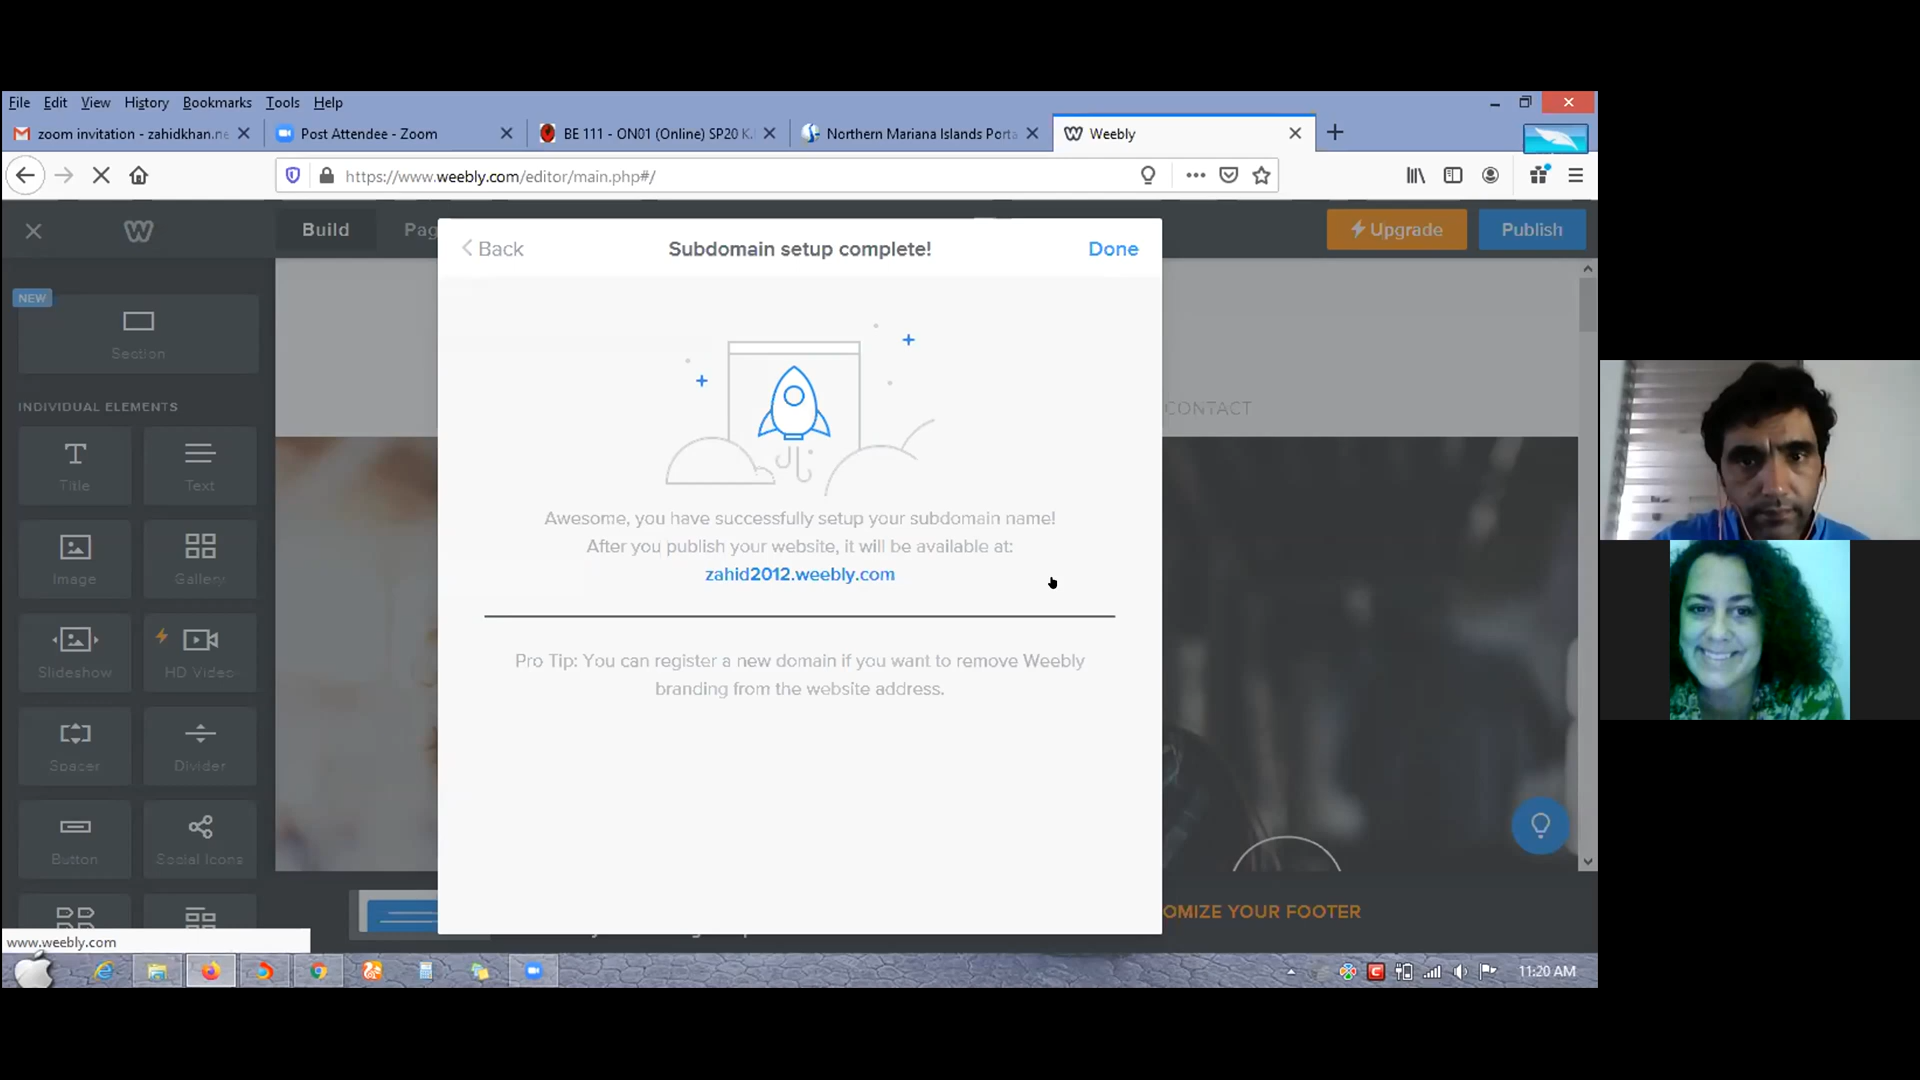 File Edit View History Bookmarks Tools Help
zoom invitation - zahidkhan.ne
Post Attendee - Zoom
BE 111 - ON01 (Online) SP20 K.
Northern Mariana Islands Porta
Weebly
https://www.weebly.com/editor/main.php#/
Build
Pag
Upgrade
Publish
Back
Subdomain setup complete!
Done
NEW
Section
INDIVIDUAL ELEMENTS
Title
Text
Image
Gallery
Slideshow
HD Video
Spacer
Divider
Button
Social Icons
CONTACT
Awesome, you have successfully setup your subdomain name!
After you publish your website, it will be available at:
zahid2012.weebly.com
Pro Tip: You can register a new domain if you want to remove Weebly
branding from the website address.
OMIZE YOUR FOOTER
www.weebly.com
11:20 AM